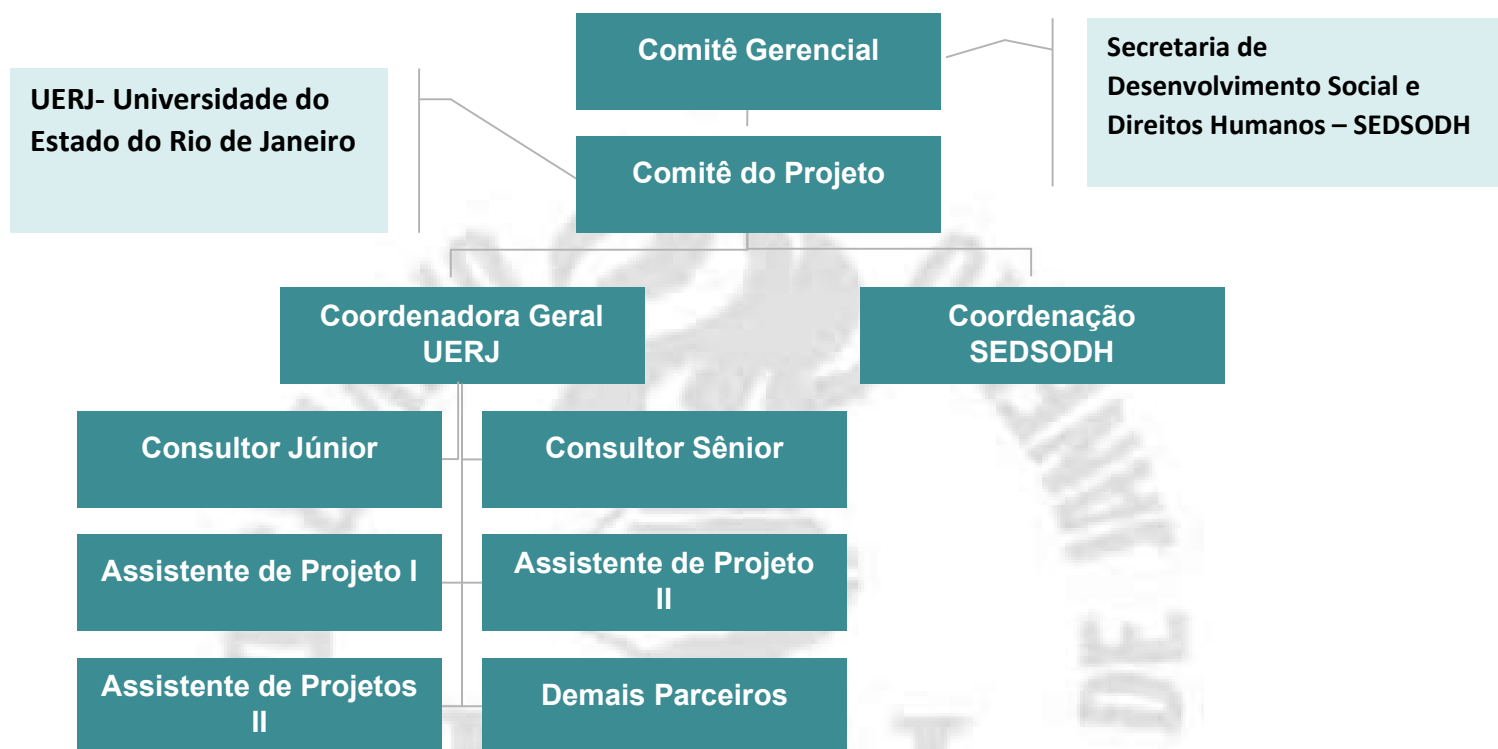 Comitê Gerencial
Secretaria de
Desenvolvimento Social e
Direitos Humanos – SEDSODH
UERJ- Universidade do
Estado do Rio de Janeiro
Comitê do Projeto
Coordenadora Geral
UERJ
Coordenação
SEDSODH
Consultor Júnior
Consultor Sênior
Assistente de Projeto I
Assistente de Projeto
II
Assistente de Projetos
II
Demais Parceiros
DE